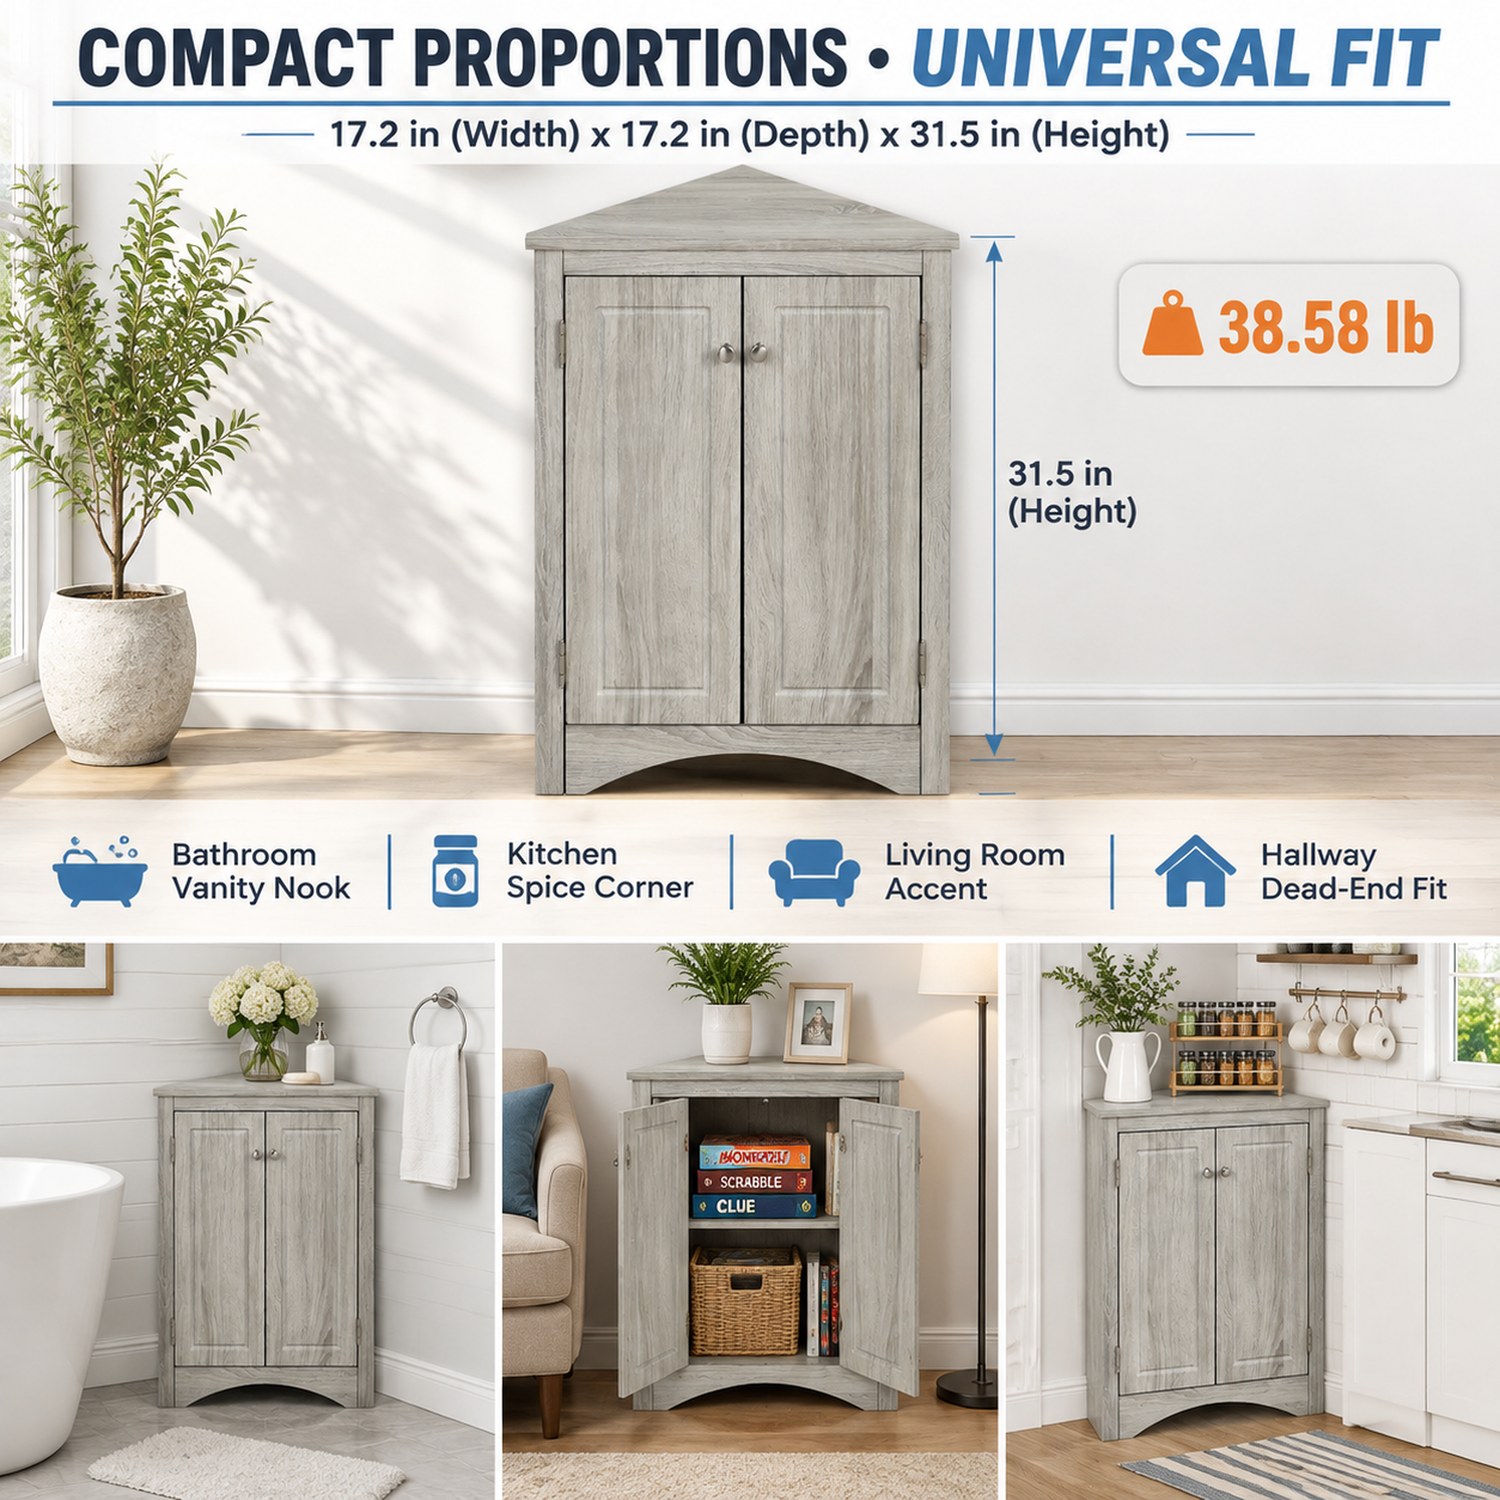 COMPACT PROPORTIONS • UNIVERSAL FIT
17.2 in (Width) x 17.2 in (Depth) x 31.5 in (Height)
38.58 lb
31.5 in
(Height)
Bathroom
Vanity Nook
Kitchen
Spice Corner
Living Room
Accent
Hallway
Dead-End Fit
SCRABBLE
CLUE